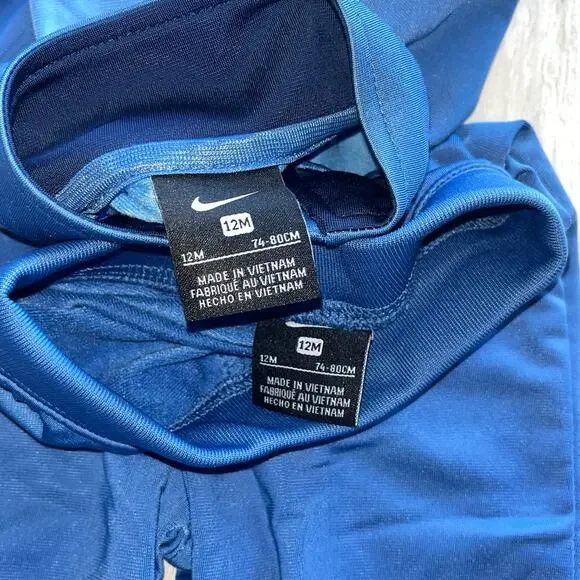 12M
12M 74-80CM
MADE IN VIETNAM
FABRIQUÉ AU VIETNAM
HECHO EN VIETNAM
12M
12M 74-80CM
MADE IN VIETNAM
FABRIQUÉ AU VIETNAM
HECHO EN VIETNAM